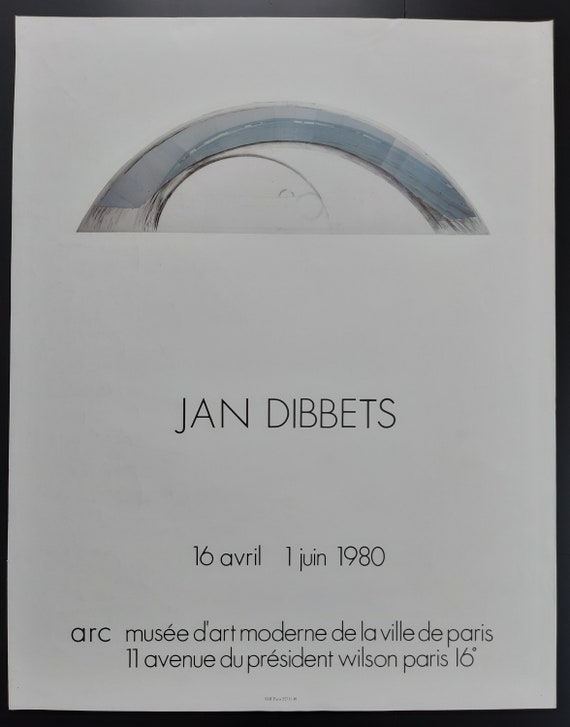 JAN DIBBETS
16 avril 1 juin 1980
arc musée d'art moderne de la ville de paris
11 avenue du président wilson paris 16°